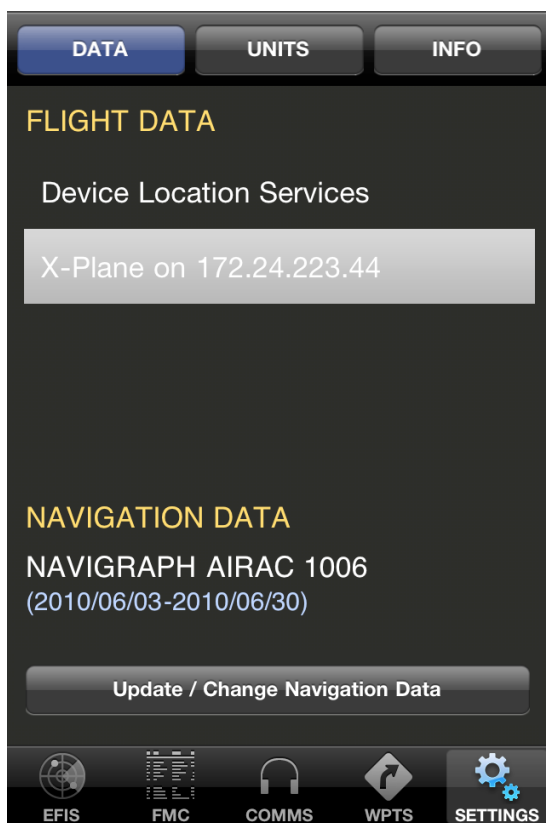 DATA UNITS INFO
FLIGHT DATA
Device Location Services
X-Plane on 172.24.223.44
NAVIGATION DATA
NAVIGRAPH AIRAC 1006
(2010/06/03-2010/06/30)
Update / Change Navigation Data
EFIS FMC COMMS WPTS SETTINGS